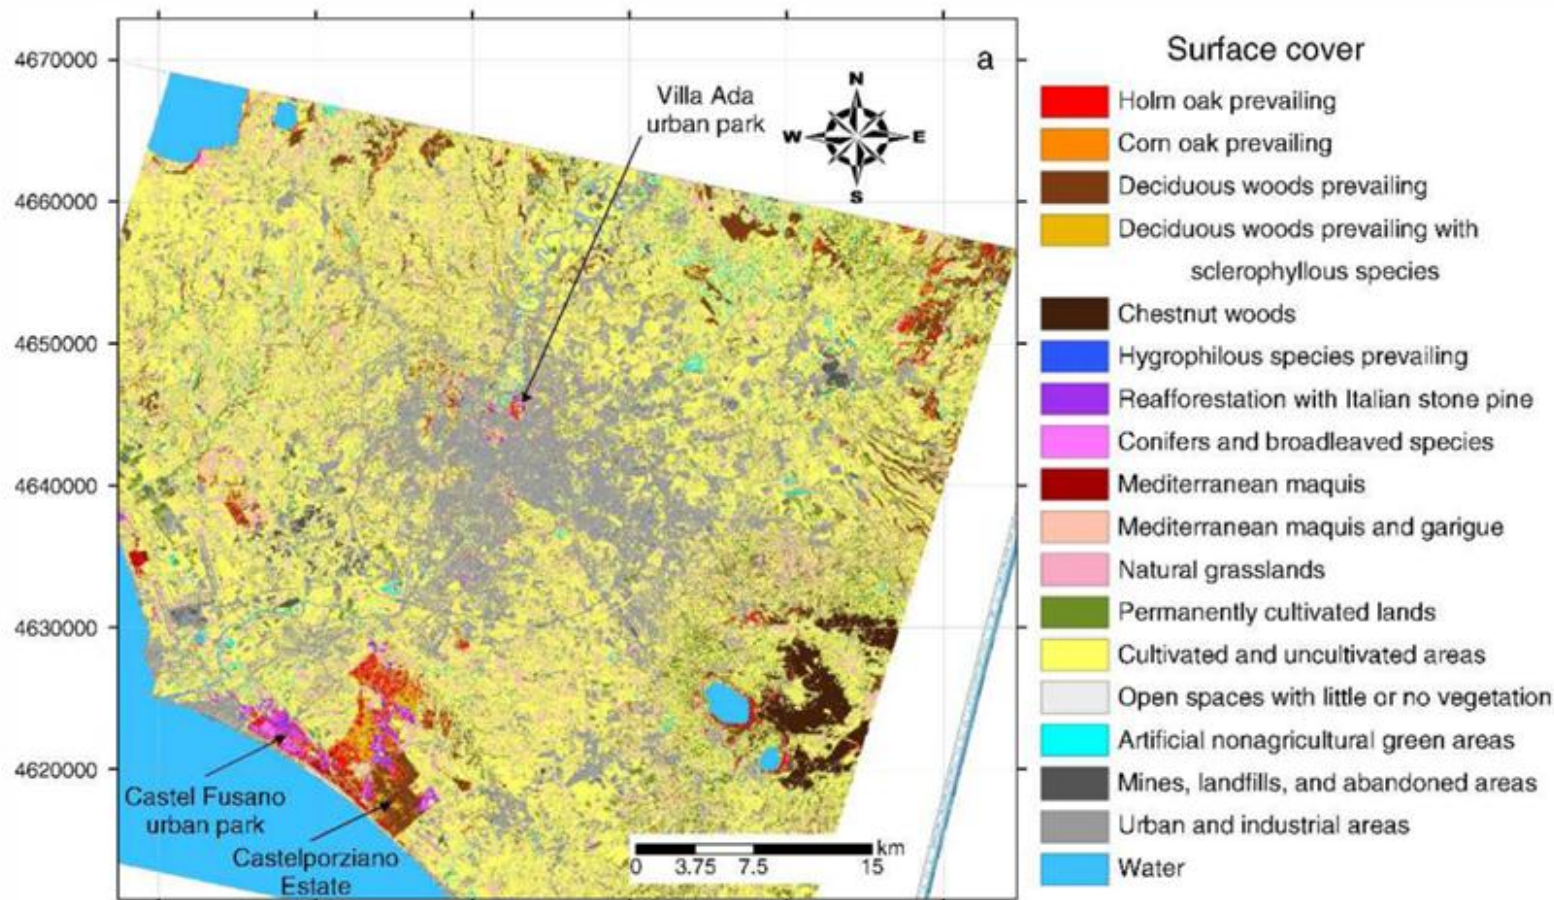 a
4670000
4660000
4650000
4640000
4630000
4620000
Villa Ada
urban park
N
W
E
S
Castel Fusano
urban park
Castelporziano
Estate
km
0 3.75 7.5 15
Surface cover
Holm oak prevailing
Corn oak prevailing
Deciduous woods prevailing
Deciduous woods prevailing with
sclerophyllous species
Chestnut woods
Hygrophilous species prevailing
Reafforestation with Italian stone pine
Conifers and broadleaved species
Mediterranean maquis
Mediterranean maquis and garigue
Natural grasslands
Permanently cultivated lands
Cultivated and uncultivated areas
Open spaces with little or no vegetation
Artificial nonagricultural green areas
Mines, landfills, and abandoned areas
Urban and industrial areas
Water